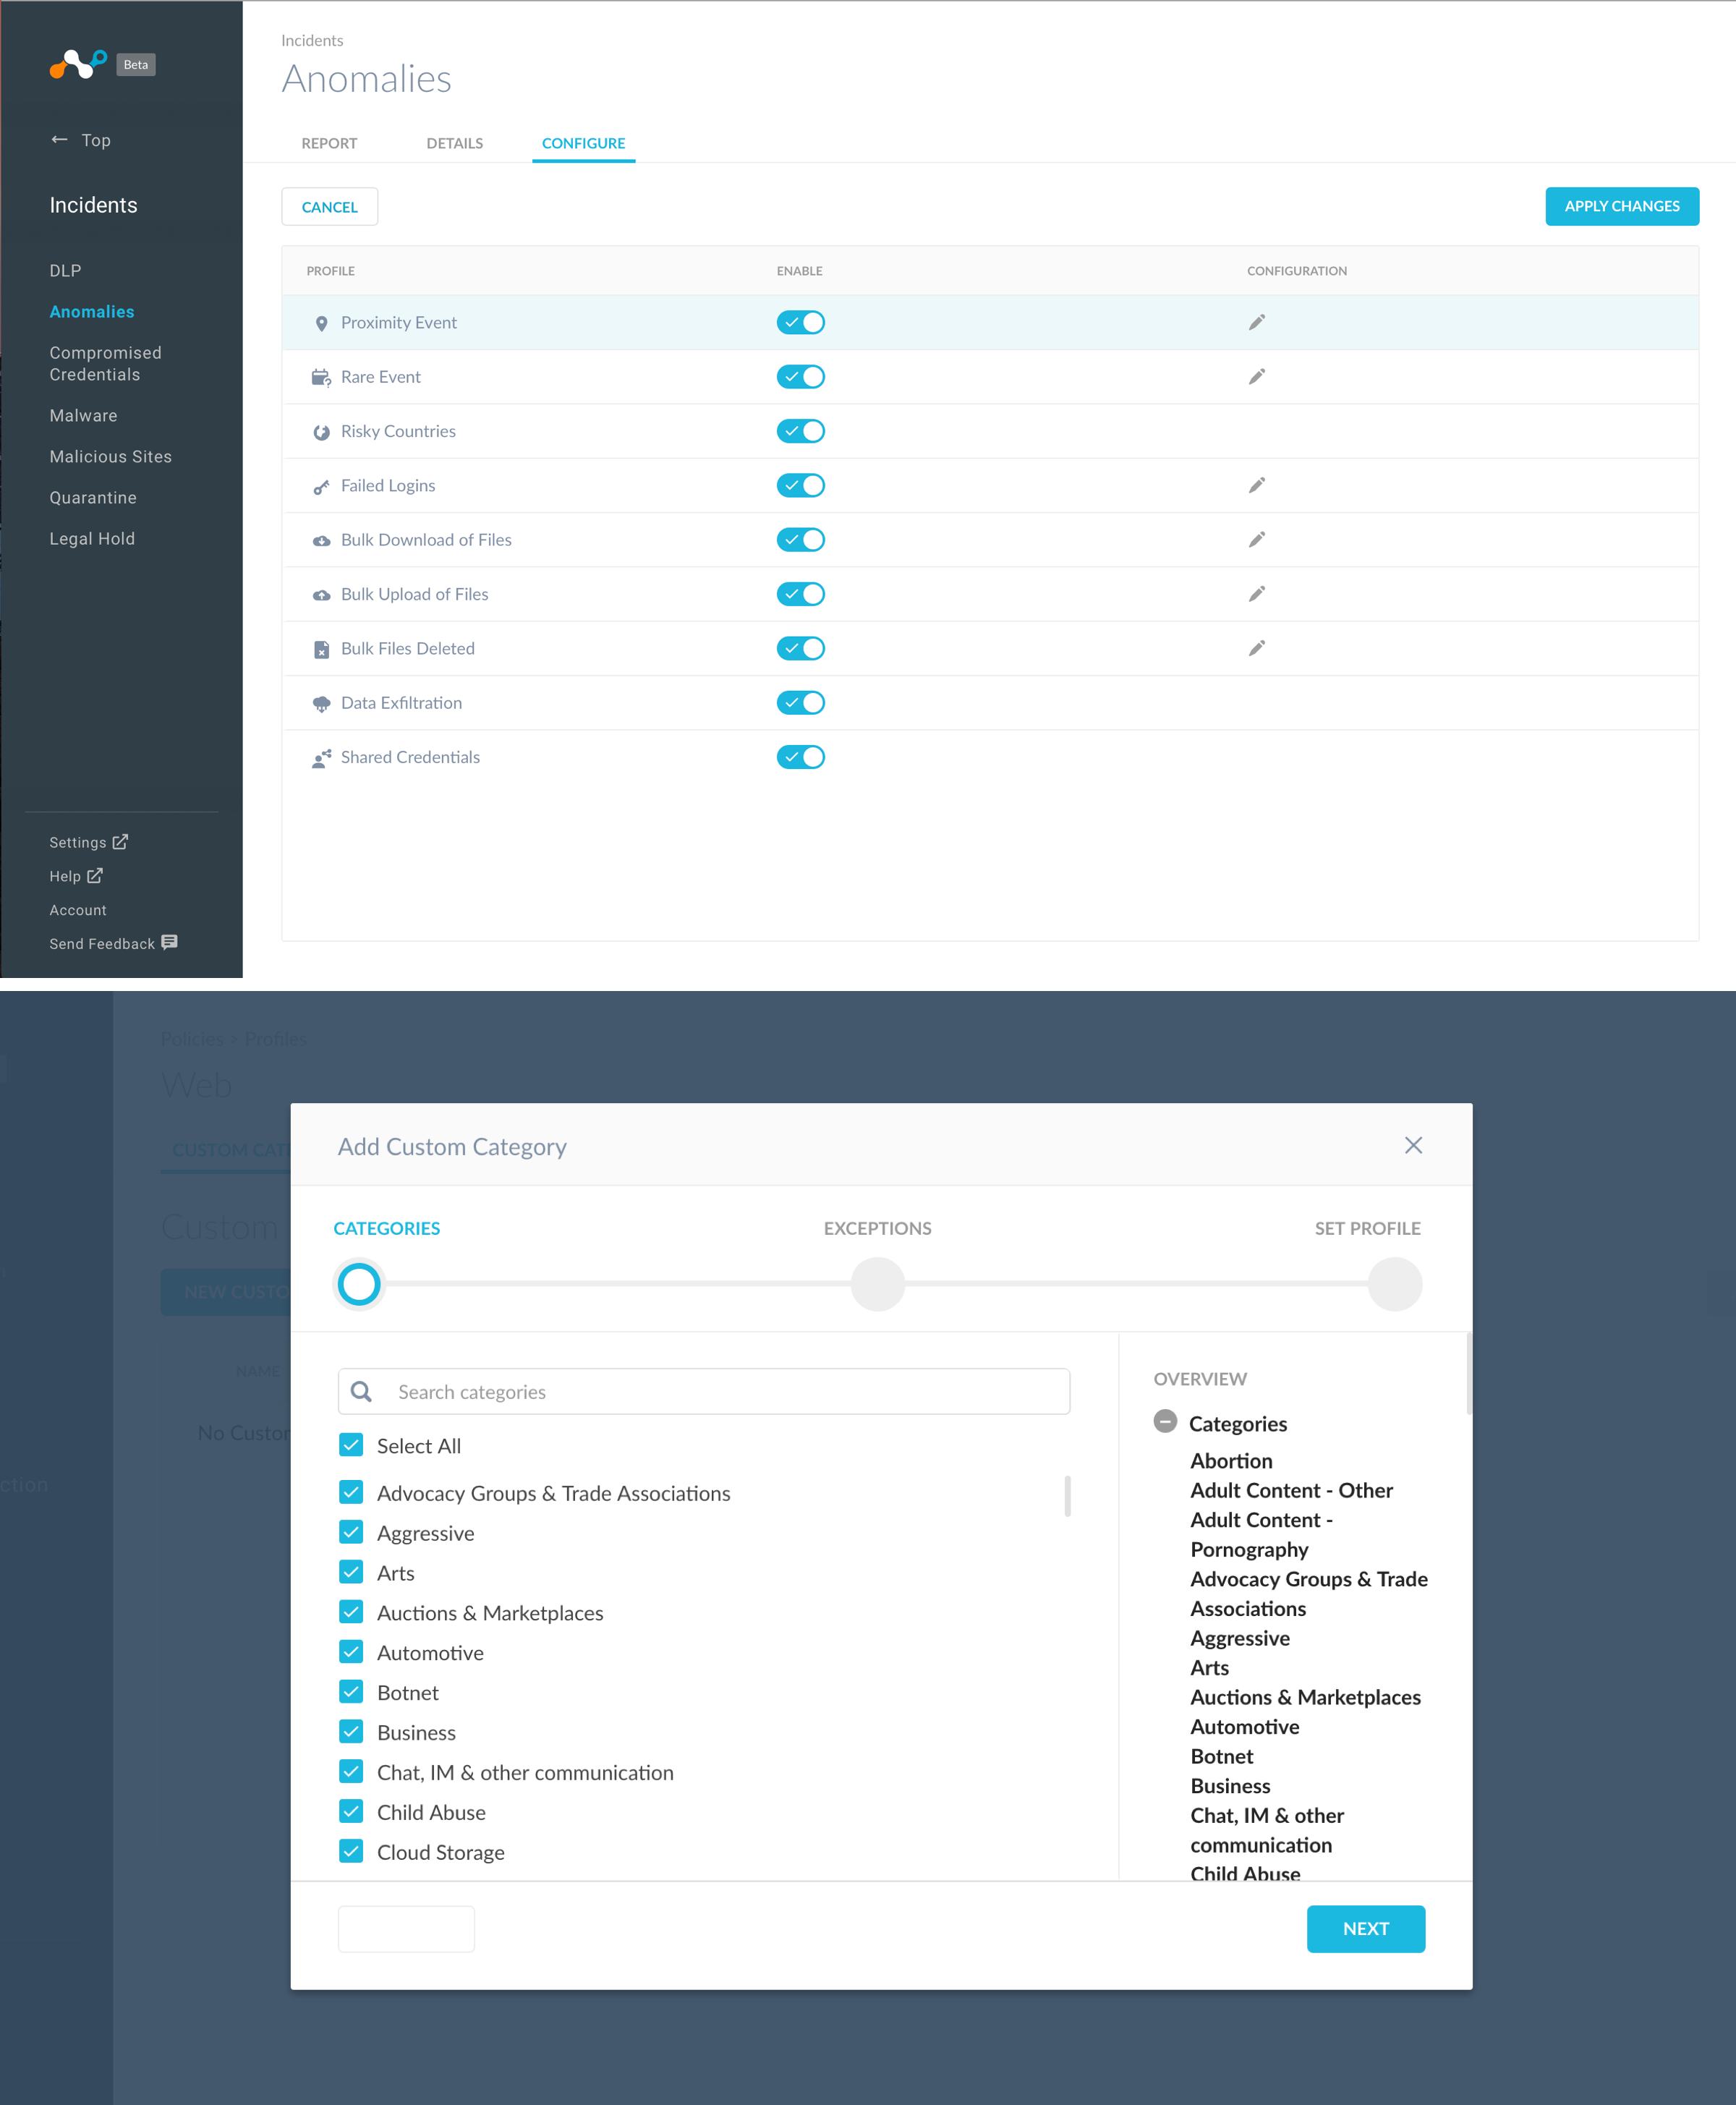 Beta
← Top
Incidents
DLP
Anomalies
Compromised
Credentials
Malware
Malicious Sites
Quarantine
Legal Hold
Settings
Help
Account
Send Feedback
Incidents
Anomalies
REPORT DETAILS CONFIGURE
CANCEL APPLY CHANGES
PROFILE ENABLE CONFIGURATION
Proximity Event
Rare Event
Risky Countries
Failed Logins
Bulk Download of Files
Bulk Upload of Files
Bulk Files Deleted
Data Exfiltration
Shared Credentials
Policies > Profiles
Web
CUSTOM CAT
Custom
NEW CUSTO
NAME
No Custor
ction
Add Custom Category
CATEGORIES EXCEPTIONS SET PROFILE
Search categories
Select All
Advocacy Groups & Trade Associations
Aggressive
Arts
Auctions & Marketplaces
Automotive
Botnet
Business
Chat, IM & other communication
Child Abuse
Cloud Storage
OVERVIEW
Categories
Abortion
Adult Content - Other
Adult Content -
Pornography
Advocacy Groups & Trade
Associations
Aggressive
Arts
Auctions & Marketplaces
Automotive
Botnet
Business
Chat, IM & other
communication
Child Abuse
NEXT